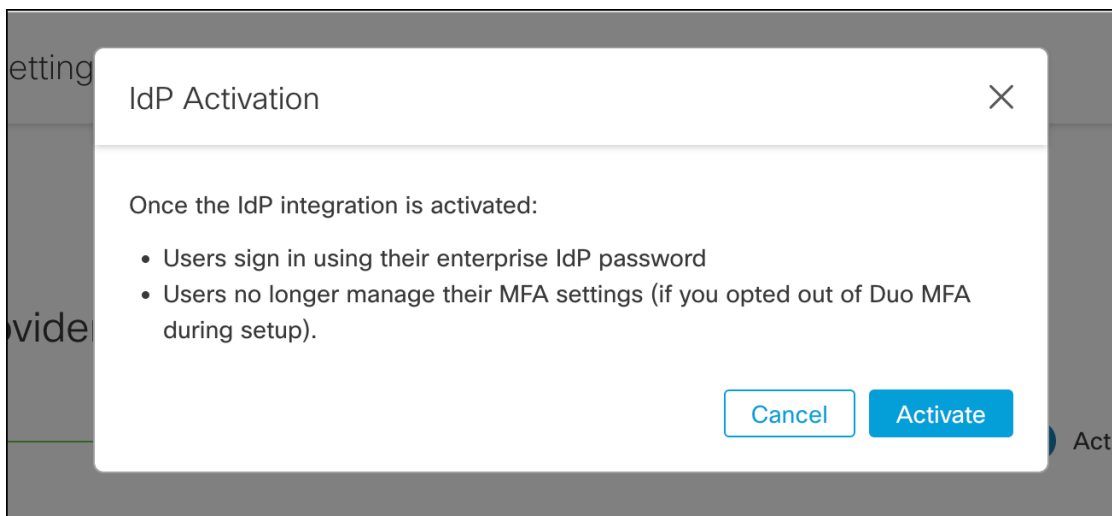 etting
IdP Activation
Once the IdP integration is activated:
• Users sign in using their enterprise IdP password
• Users no longer manage their MFA settings (if you opted out of Duo MFA
during setup).
vider
Cancel Activate
Act